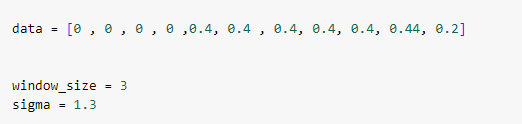 data = [0 , 0 , 0 , 0 ,0.4, 0.4 , 0.4, 0.4, 0.4, 0.44, 0.2]
window_size = 3
sigma = 1.3